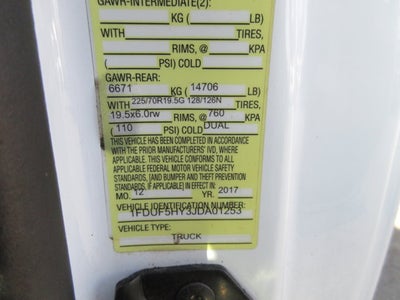 GAWR-INTERMEDIATE(2):
KG ( LB)
WITH TIRES,
RIMS, @ KPA
( PSI) COLD
GAWR-REAR:
6671 KG ( 14706 LB)
WITH 225/70R19.5G 128/126N TIRES,
19.5x6.0rw RIMS, @ 760 KPA
( 110 PSI) COLD DUAL
THIS VEHICLE HAS BEEN COMPLETED IN ACCORDANCE
WITH THE PRIOR MANUFACTURERS' IVD, WHERE
APPLICABLE. THIS VEHICLE CONFORMS TO ALL
APPLICABLE FEDERAL MOTOR VEHICLE SAFETY
STANDARDS, [AND BUMPER AND THEFT PREVENTION
STANDARDS, IF APPLICABLE] IN EFFECT IN.
MO. 12 YR. 2017
VEHICLE IDENTIFICATION NUMBER:
1FDUF5HY3JDA01253
VEHICLE TYPE:
TRUCK